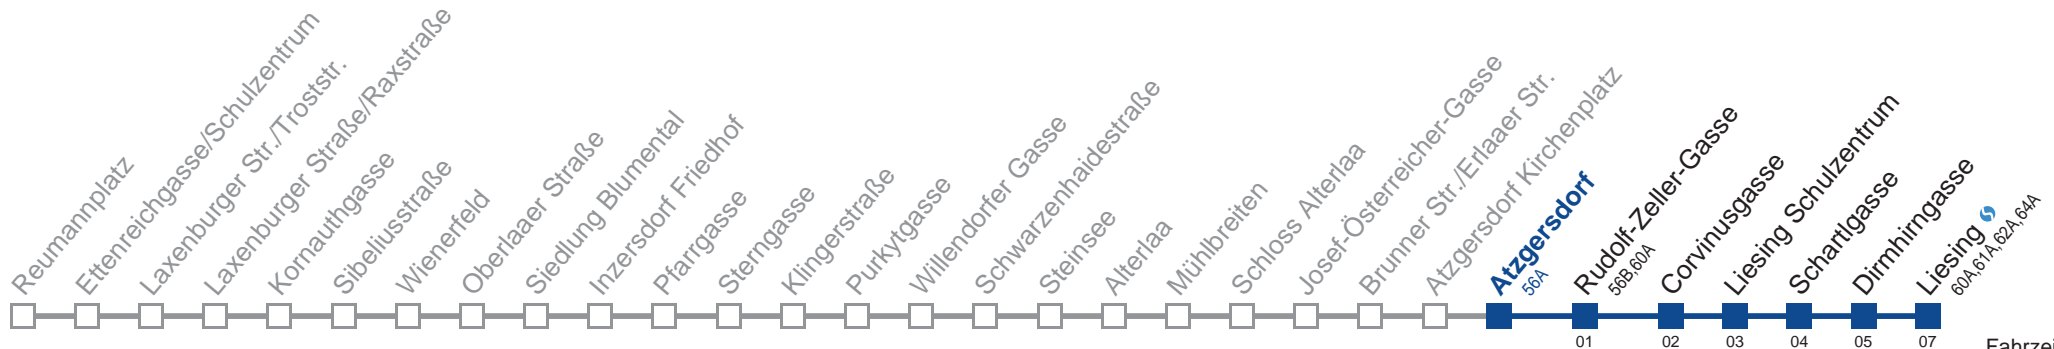 Reumannplatz
Ettenreichgasse/Schulzentrum
Laxenburger Str./Troststr.
Laxenburger Straße/Raxstraße
Kornauthgasse
Sibeliusstraße
Wienerfeld
Oberlaaer Straße
Siedlung Blumental
Inzersdorf Friedhof
Pfarrgasse
Sterngasse
Klingerstraße
Purkytgasse
Willendorfer Gasse
Schwarzenhaidestraße
Steinsee
Alterlaa
Mühlbreiten
Schloss Alterlaa
Josef-Österreicher-Gasse
Brunner Str./Erlaaer Str.
Atzgersdorf Kirchenplatz
Atzgersdorf
56A
Rudolf-Zeller-Gasse
56B,60A
Corvinusgasse
Liesing Schulzentrum
Schartlgasse
Dirmhirngasse
Liesing
60A,61A,62A,64A
01 02 03 04 05 07
Fahrzei